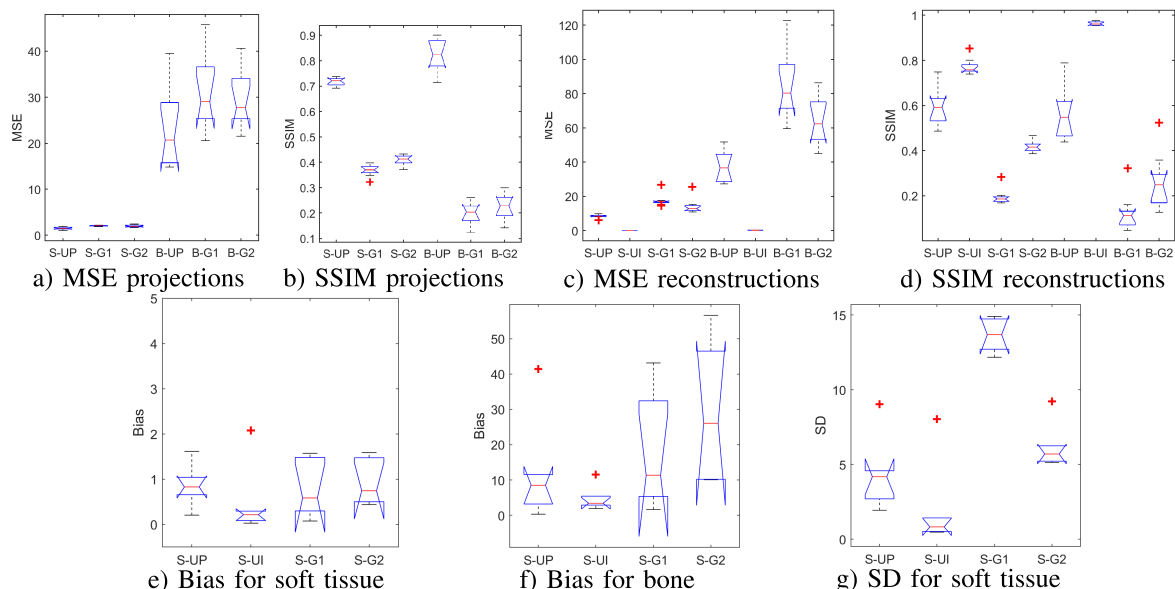 MSE
40
30
20
10
0
S-UP S-G1 S-G2 B-UP B-G1 B-G2
a) MSE projections
SSIM
0.9
0.8
0.7
0.6
0.5
0.4
0.3
0.2
0.1
S-UP S-G1 S-G2 B-UP B-G1 B-G2
b) SSIM projections
MSE
120
100
80
60
40
20
0
S-UP S-UI S-G1 S-G2 B-UP B-UI B-G1 B-G2
c) MSE reconstructions
SSIM
1
0.8
0.6
0.4
0.2
S-UP S-UI S-G1 S-G2 B-UP B-UI B-G1 B-G2
d) SSIM reconstructions
Bias
5
4
3
2
1
0
S-UP S-UI S-G1 S-G2
e) Bias for soft tissue
Bias
50
40
30
20
10
0
S-UP S-UI S-G1 S-G2
f) Bias for bone
SD
15
10
5
0
S-UP S-UI S-G1 S-G2
g) SD for soft tissue